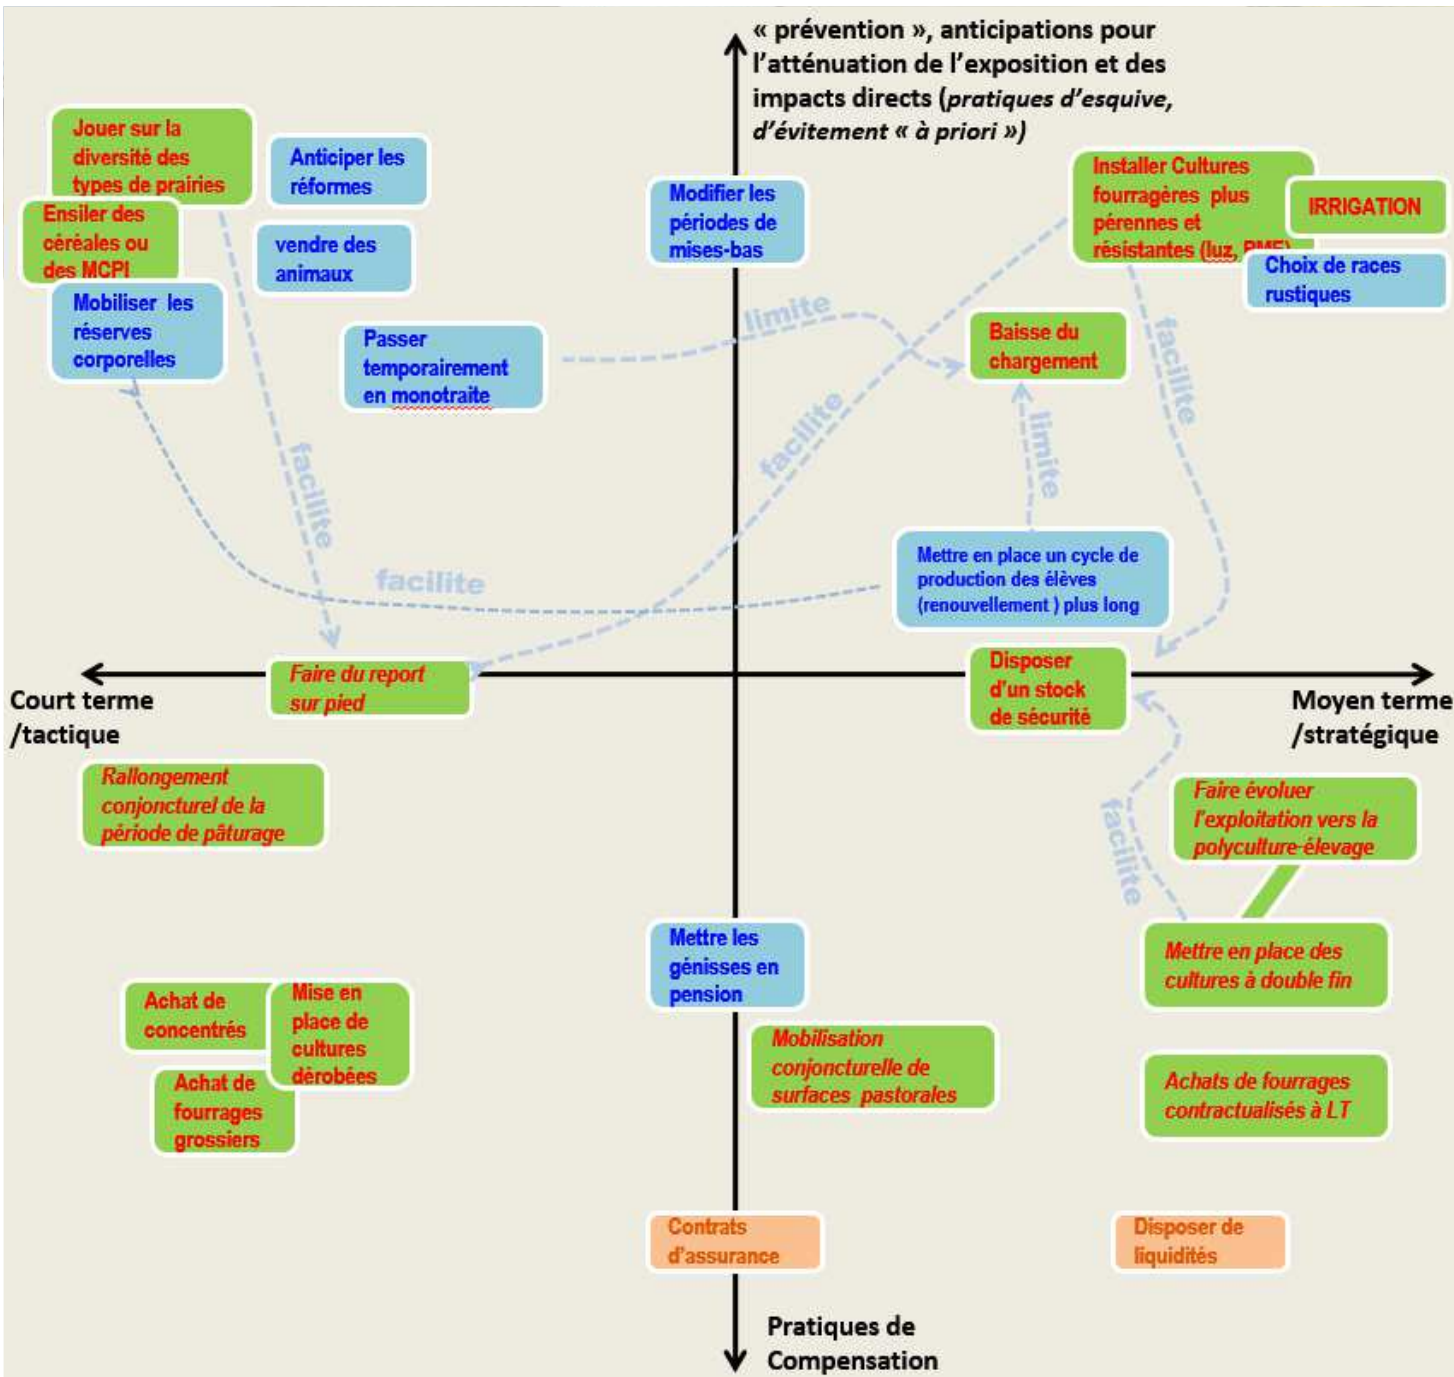 « prévention », anticipations pour
l'atténuation de l'exposition et des
impacts directs (pratiques d'esquive,
d'évitement « à priori »)
Jouer sur la
diversité des
types de prairies
Anticiper les
réformes
Ensiler des
céréales ou
des MCPI
vendre des
animaux
Mobiliser les
réserves
corporelles
Passer
temporairement
en monotraite
Modifier les
périodes de
mises-bas
Installer Cultures
fourragères plus
pérennes et
résistantes (luz, PME)
IRRIGATION
Choix de races
rustiques
limite
Baisse du
chargement
facilite
facilite
limite
facilite
facilite
Mettre en place un cycle de
production des élèves
(renouvellement ) plus long
Court terme
/tactique
Faire du report
sur pied
Disposer
d'un stock
de sécurité
Moyen terme
/stratégique
Rallongement
conjoncturel de la
période de pâturage
Faire évoluer
l'exploitation vers la
polyculture-élevage
facilite
Mettre les
génisses en
pension
Mettre en place des
cultures à double fin
Achat de
concentrés
Mise en
place de
cultures
dérobées
Achat de
fourrages
grossiers
Mobilisation
conjoncturelle de
surfaces pastorales
Achats de fourrages
contractualisés à LT
Contrats
d'assurance
Disposer de
liquidités
Pratiques de
Compensation